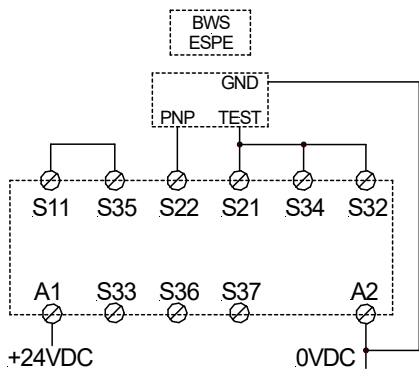 BWS
ESPE
GND
PNP TEST
S11 S35 S22 S21 S34 S32
A1 S33 S36 S37 A2
+24VDC 0VDC